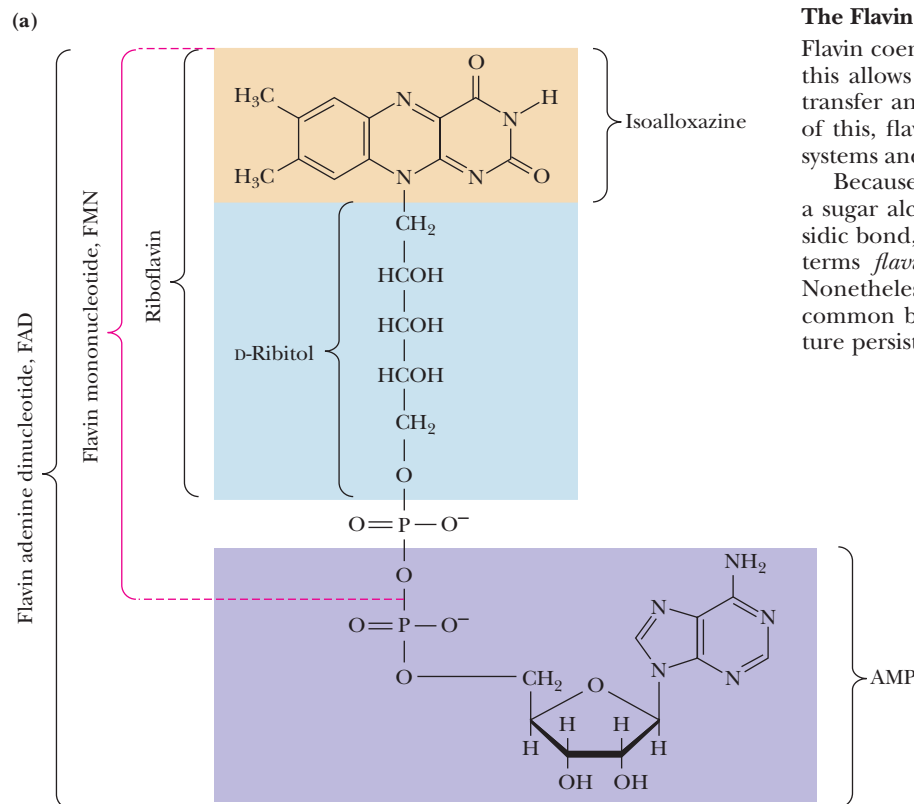 (a)
Flavin adenine dinucleotide, FAD
Flavin mononucleotide, FMN
Riboflavin
D-Ribitol
H₃C
H₃C
N
O
N
H
N
N
O
Isoalloxazine
CH₂
HCOH
HCOH
HCOH
CH₂
O
O=P—O⁻
O
O=P—O⁻
O
CH₂
O
H
H
H
H
OH
OH
NH₂
N
N
N
N
AMP
The Flavin
Flavin coen
this allows
transfer an
of this, flav
systems and
Because
a sugar alc
sidic bond,
terms flavi
Nonetheles
common b
ture persist